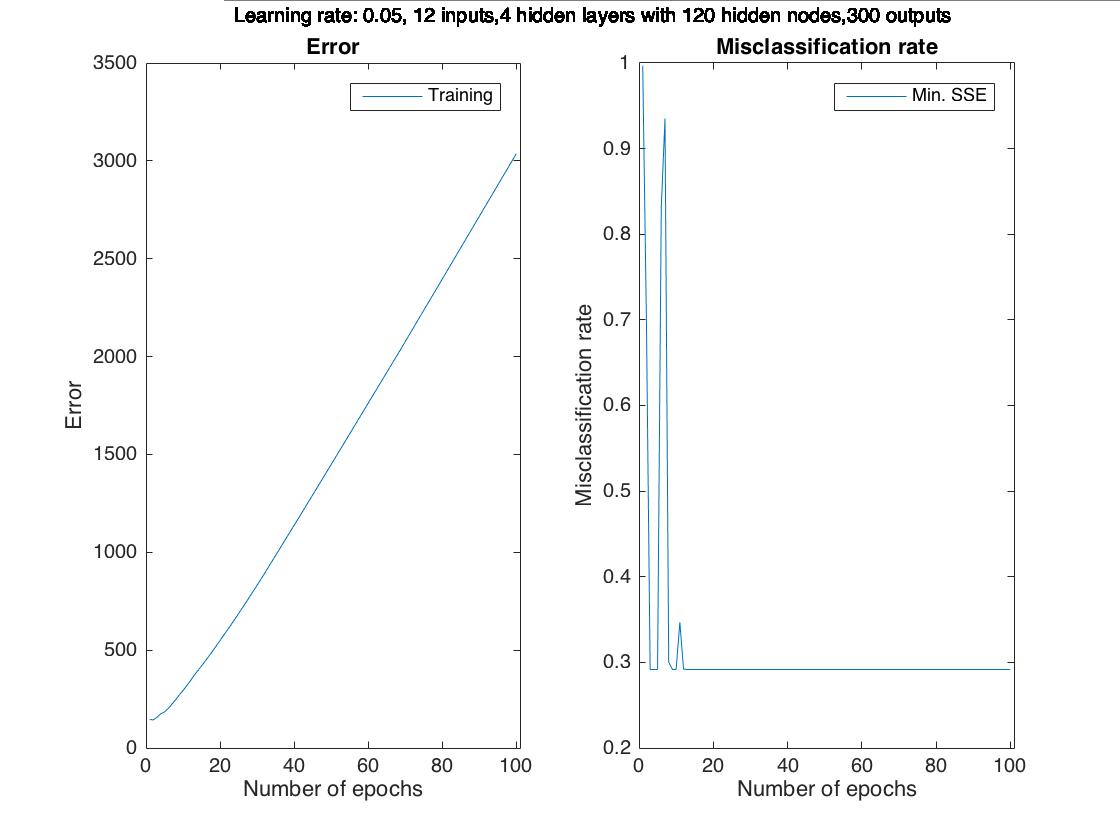 Learning rate: 0.05, 12 inputs,4 hidden layers with 120 hidden nodes,300 outputs
Error
3500
3000
2500
2000
1500
1000
500
0
Error
Training
0 20 40 60 80 100
Number of epochs
Misclassification rate
1
0.9
0.8
0.7
0.6
0.5
0.4
0.3
0.2
Misclassification rate
Min. SSE
0 20 40 60 80 100
Number of epochs